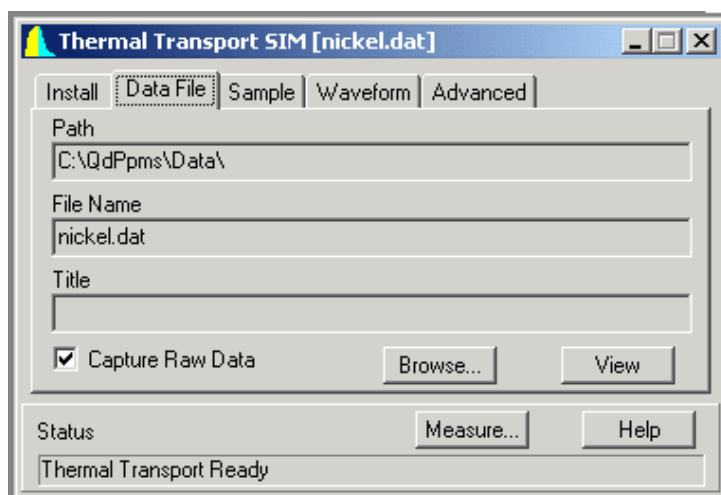 Thermal Transport SIM [nickel.dat]
Install Data File Sample Waveform Advanced
Path
C:\QdPpms\Data\
File Name
nickel.dat
Title
Capture Raw Data Browse... View
Status Measure... Help
Thermal Transport Ready